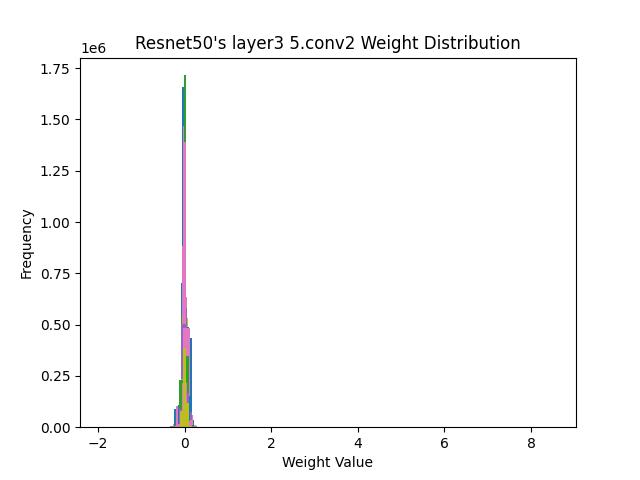 Resnet50's layer3 5.conv2 Weight Distribution
1e6
1.75
1.50
1.25
1.00
0.75
0.50
0.25
0.00
Frequency
−2 0 2 4 6 8
Weight Value